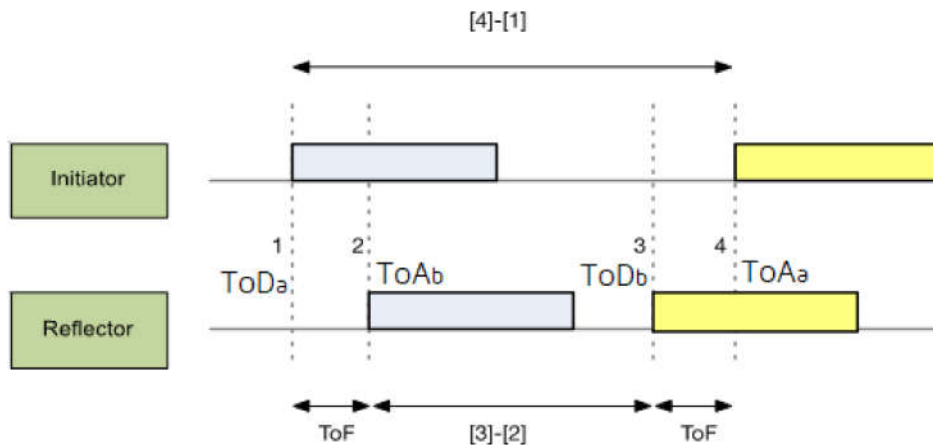 [4]-[1]
Initiator
1 2 3 4
ToDa ToAb ToDb ToAa
Reflector
ToF [3]-[2] ToF